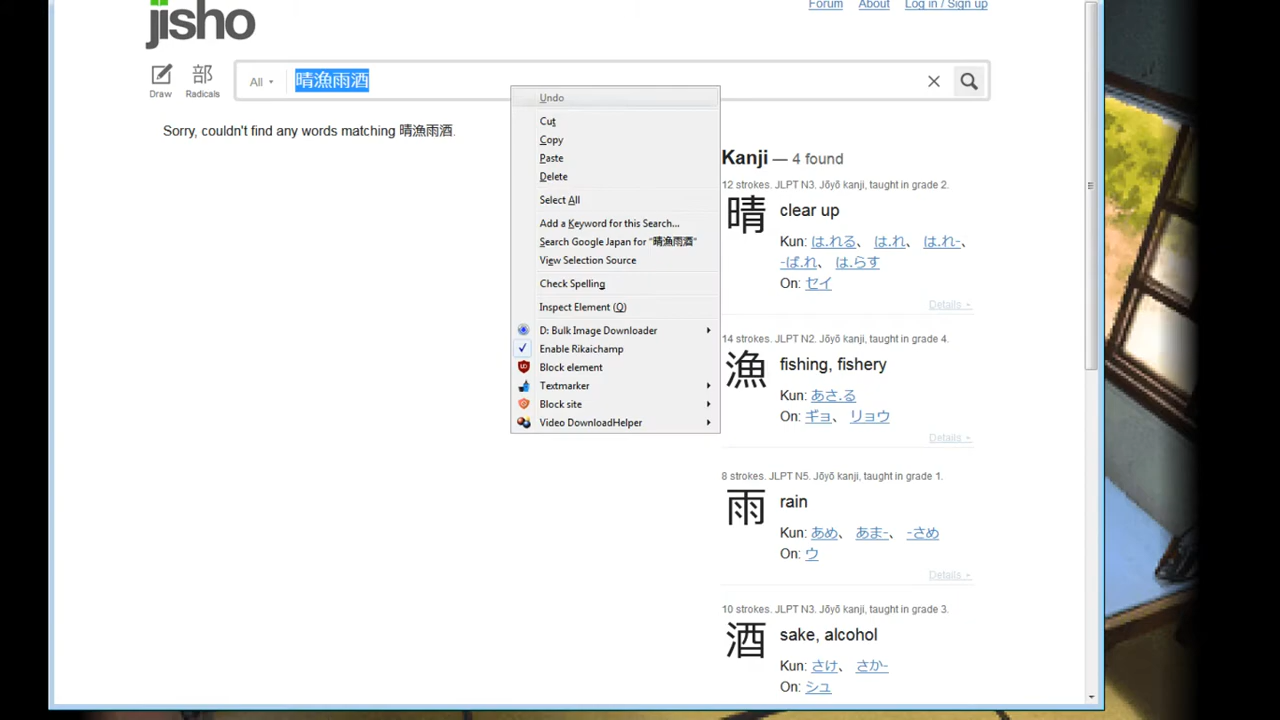 Forum About Log in / Sign up
jisho
部
Draw Radicals
All 晴漁雨酒
Sorry, couldn't find any words matching 晴漁雨酒.
Undo
Cut
Copy
Paste
Delete
Select All
Add a Keyword for this Search...
Search Google Japan for "晴漁雨酒"
View Selection Source
Check Spelling
Inspect Element (Q)
D: Bulk Image Downloader
Enable Rikaichamp
Block element
Textmarker
Block site
Video DownloadHelper
Kanji — 4 found
12 strokes. JLPT N3. Jōyō kanji, taught in grade 2.
晴 clear up
Kun: は.れる、 は.れ、 は.れ-、
-ば.れ、 は.らす
On: セイ
Details
14 strokes. JLPT N2. Jōyō kanji, taught in grade 4.
漁 fishing, fishery
Kun: あさ.る
On: ギョ、 リョウ
Details
8 strokes. JLPT N5. Jōyō kanji, taught in grade 1.
雨 rain
Kun: あめ、 あま-、 -さめ
On: ウ
Details
10 strokes. JLPT N3. Jōyō kanji, taught in grade 3.
酒 sake, alcohol
Kun: さけ、 さか-
On: シュ